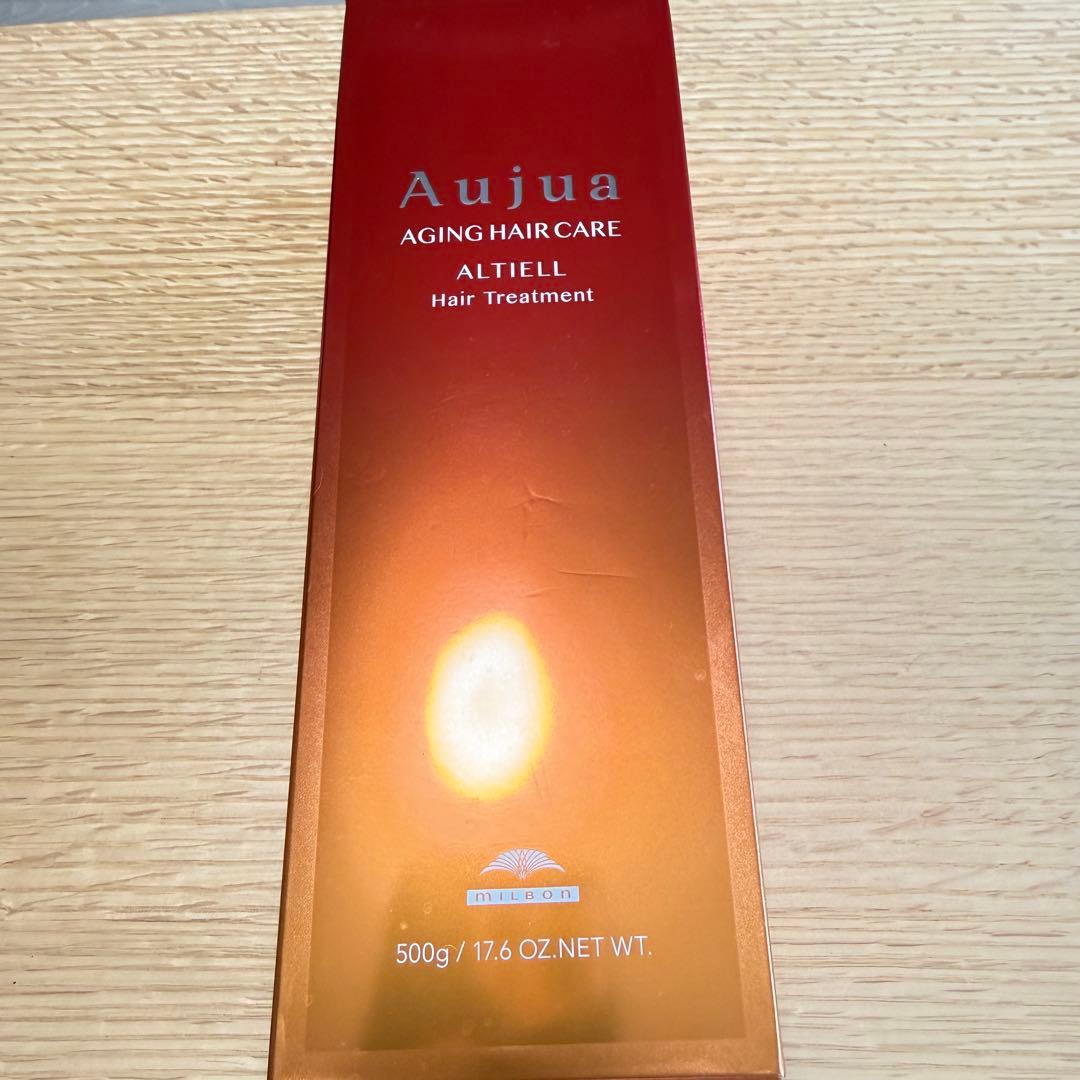 Aujua
AGING HAIR CARE
ALTIELL
Hair Treatment
MILBON
500g / 17.6 OZ.NET WT.